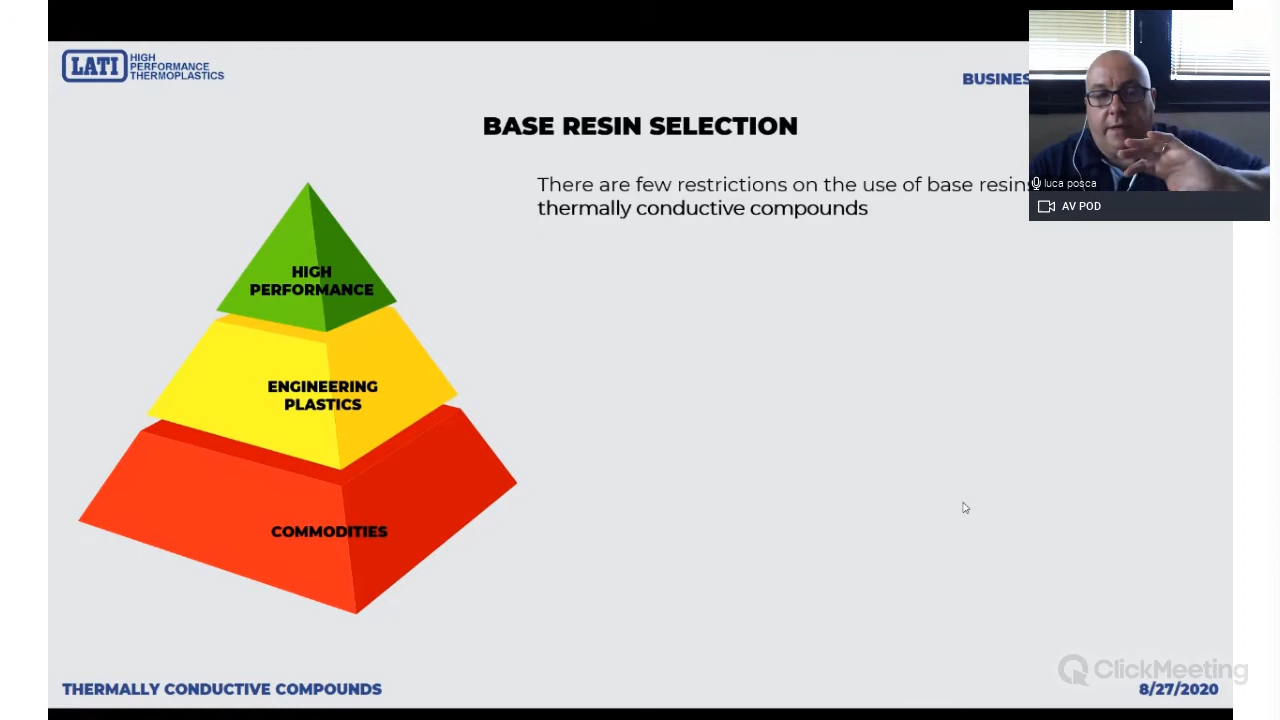 LATI
HIGH
PERFORMANCE
THERMOPLASTICS
BUSINES
BASE RESIN SELECTION
There are few restrictions on the use of base resins
thermally conductive compounds
luca posca
AV POD
HIGH
PERFORMANCE
ENGINEERING
PLASTICS
COMMODITIES
ClickMeeting
THERMALLY CONDUCTIVE COMPOUNDS
8/27/2020